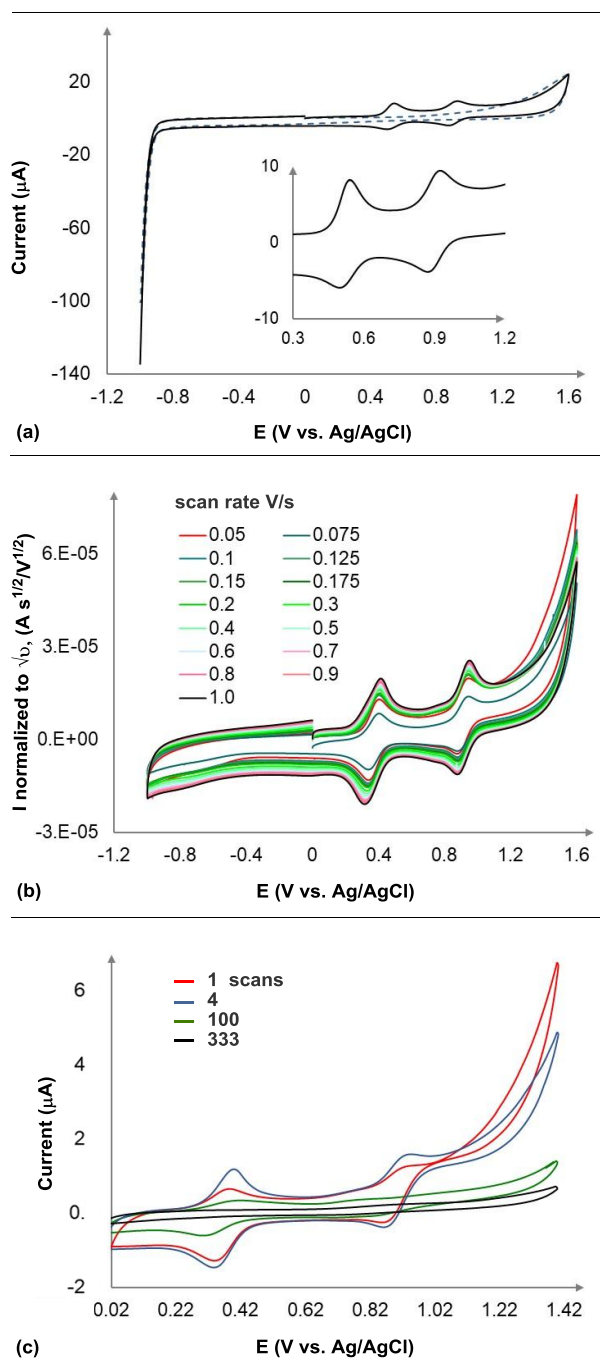 20
-20
-60
-100
-140
Current (µA)
10
0
-10
0.3 0.6 0.9 1.2
-1.2 -0.8 -0.4 0 0.4 0.8 1.2 1.6
(a) E (V vs. Ag/AgCl)
scan rate V/s
0.05 0.075
0.1 0.125
0.15 0.175
0.2 0.3
0.4 0.5
0.6 0.7
0.8 0.9
1.0
6.E-05
3.E-05
0.E+00
-3.E-05
I normalized to √υ, (A s1/2/V1/2)
-1.2 -0.8 -0.4 0 0.4 0.8 1.2 1.6
(b) E (V vs. Ag/AgCl)
1 scans
4
100
333
6
4
2
0.
-2
Current (µA)
0.02 0.22 0.42 0.62 0.82 1.02 1.22 1.42
(c) E (V vs. Ag/AgCl)